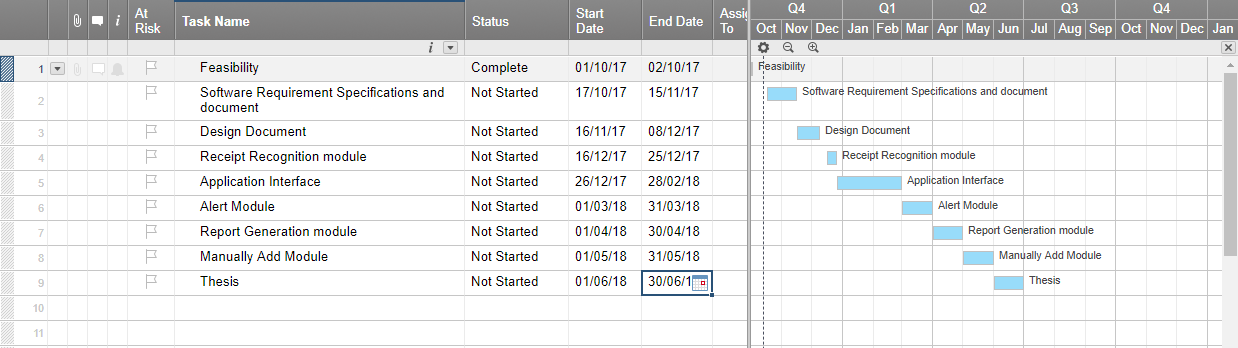 At Risk Task Name Status Start Date End Date Assig To
Q4 Q1 Q2 Q3 Q4
Oct Nov Dec Jan Feb Mar Apr May Jun Jul Aug Sep Oct Nov Dec Jan
i
i
1 Feasibility Complete 01/10/17 02/10/17 Feasibility
2 Software Requirement Specifications and document Not Started 17/10/17 15/11/17 Software Requirement Specifications and document
3 Design Document Not Started 16/11/17 08/12/17 Design Document
4 Receipt Recognition module Not Started 16/12/17 25/12/17 Receipt Recognition module
5 Application Interface Not Started 26/12/17 28/02/18 Application Interface
6 Alert Module Not Started 01/03/18 31/03/18 Alert Module
7 Report Generation module Not Started 01/04/18 30/04/18 Report Generation module
8 Manually Add Module Not Started 01/05/18 31/05/18 Manually Add Module
9 Thesis Not Started 01/06/18 30/06/1 Thesis
10
11